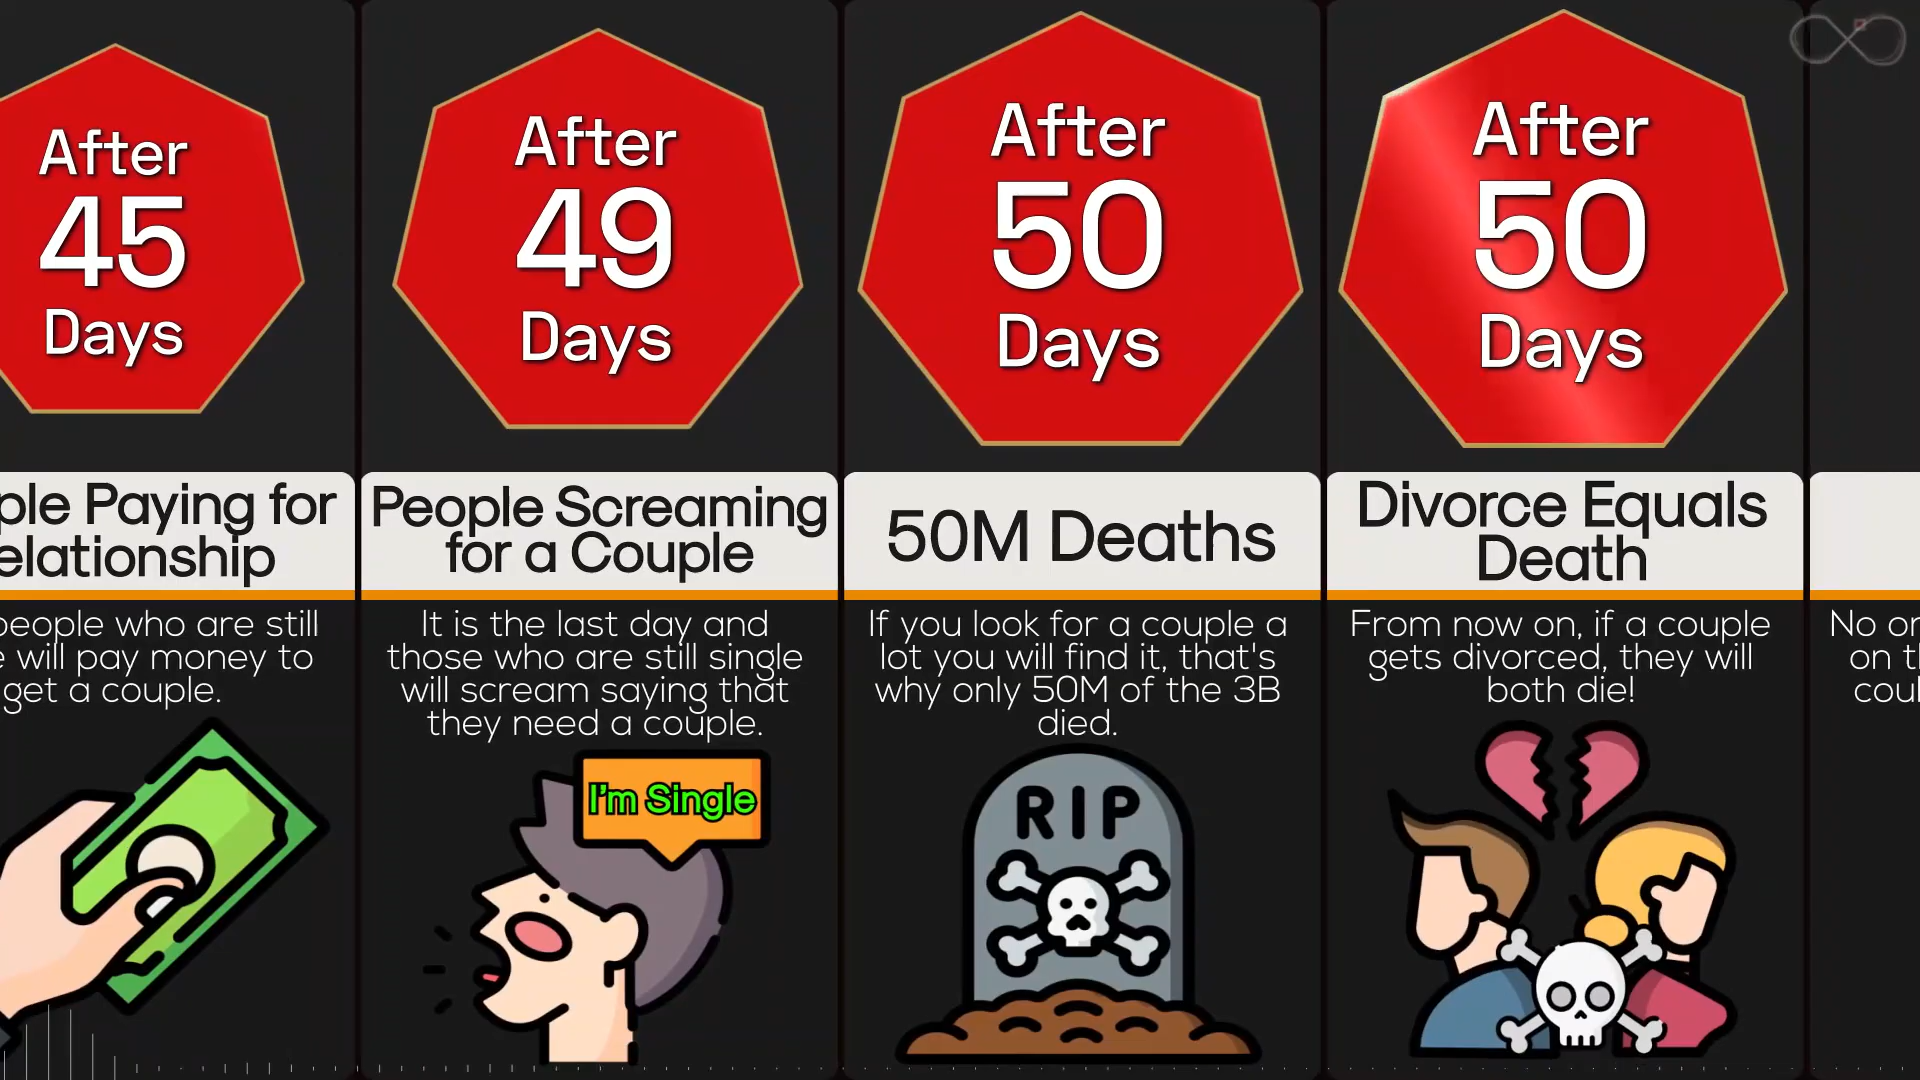 After
45
Days
ple Paying for
elationship
people who are still
will pay money to
get a couple.
After
49
Days
People Screaming
for a Couple
It is the last day and
those who are still single
will scream saying that
they need a couple.
I'm Single
After
50
Days
50M Deaths
If you look for a couple a
lot you will find it, that's
why only 50M of the 3B
died.
RIP
After
50
Days
Divorce Equals
Death
From now on, if a couple
gets divorced, they will
both die!
No
on